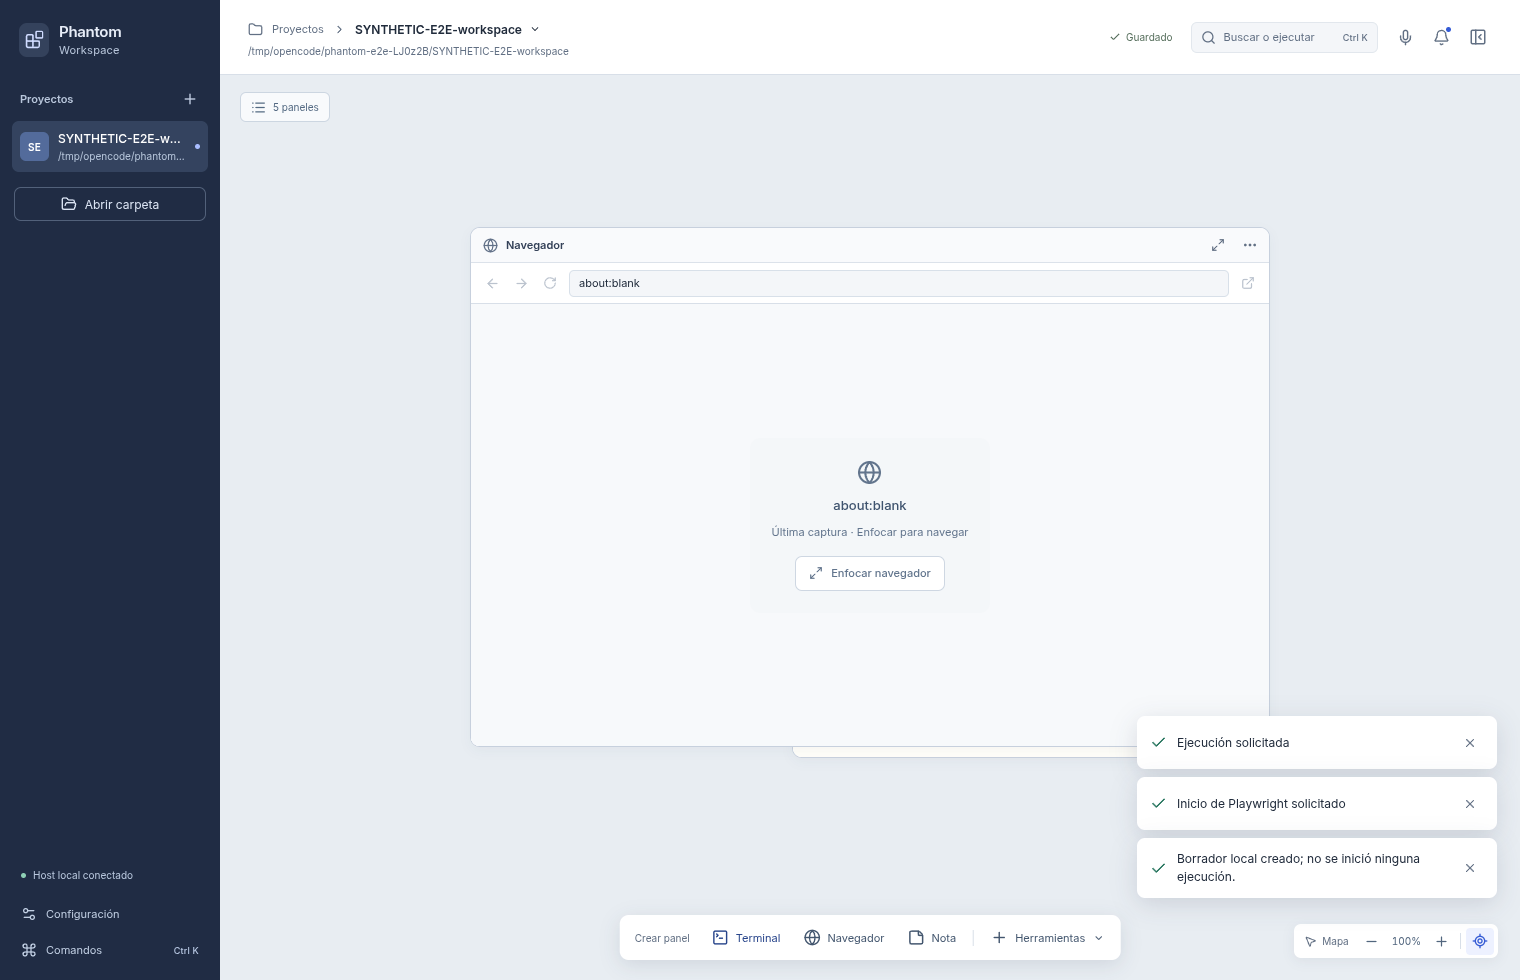 Phantom
Workspace
Proyectos
SYNTHETIC-E2E-w...
SE
/tmp/opencode/phantom...
Abrir carpeta
Host local conectado
Configuración
Comandos
Ctrl K
Proyectos
SYNTHETIC-E2E-workspace
/tmp/opencode/phantom-e2e-LJ0z2B/SYNTHETIC-E2E-workspace
Guardado
Buscar o ejecutar
Ctrl K
5 paneles
Navegador
about:blank
about:blank
Última captura · Enfocar para navegar
Enfocar navegador
Ejecución solicitada
Inicio de Playwright solicitado
Borrador local creado; no se inició ninguna
ejecución.
Crear panel
Terminal
Navegador
Nota
Herramientas
Mapa
100%